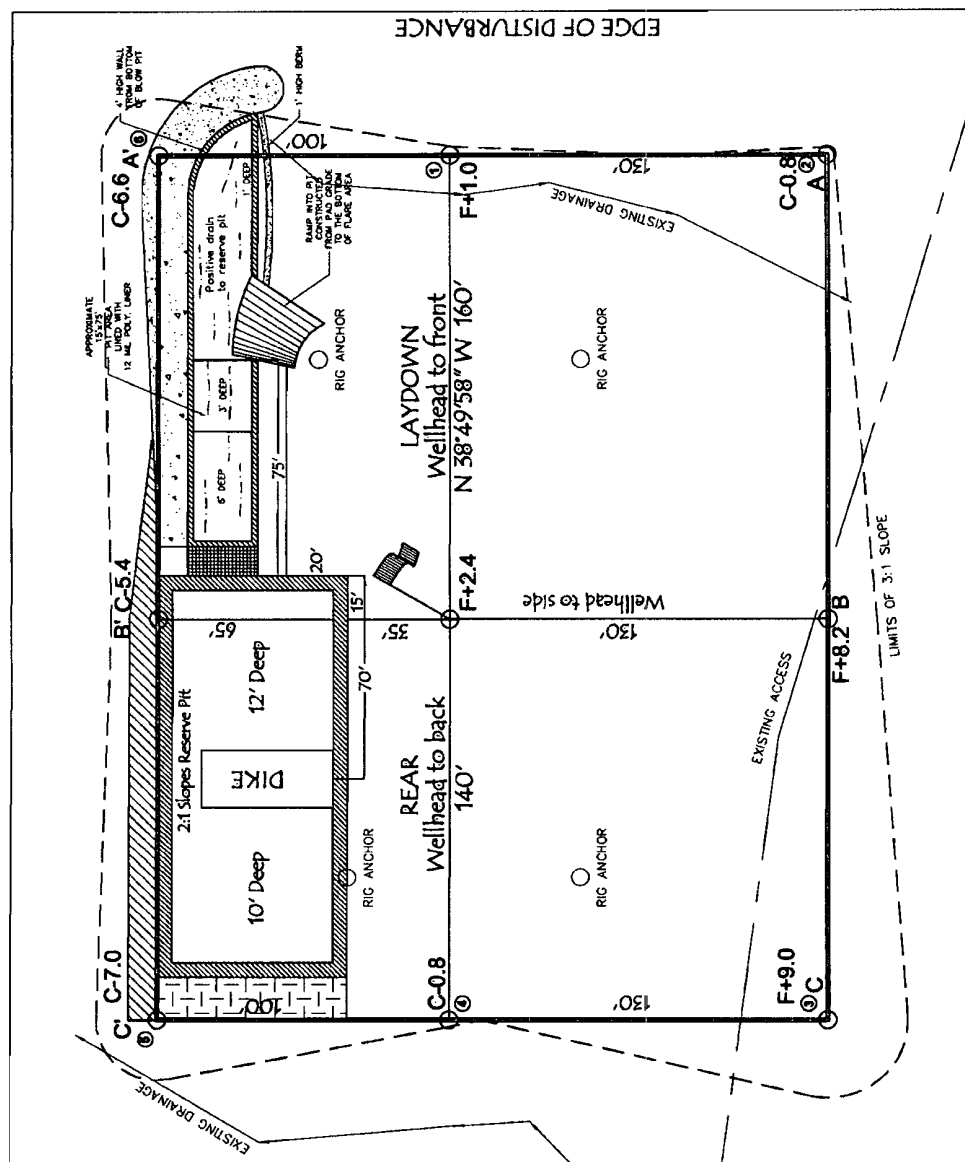 EDGE OF DISTURBANCE
4' HIGH WALL
FROM BOTTOM
OF BLOW PIT
1' HIGH BERM
A' ⑥
C-6.6
100'
①
F+1.0
130'
C-0.8
②
A
EXISTING DRAINAGE
RAMP INTO PIT
CONSTRUCTED
FROM PAD GRADE
TO THE BOTTOM
OF FLARE AREA
1' DEEP
Positive drain
to reserve pit
APPROXIMATE
15'x75'
PIT AREA
LINED WITH
12 MIL. POLY. LINER
3' DEEP
6' DEEP
75'
RIG ANCHOR
RIG ANCHOR
LAYDOWN
Wellhead to front
N 38°49'58" W 160'
B' C-5.4
20'
15'
65'
35'
F+2.4
Wellhead to side
130'
F+8.2
B
LIMITS OF 3:1 SLOPE
2:1 Slopes Reserve Pit
12' Deep
DIKE
10' Deep
70'
REAR
Wellhead to back
140'
EXISTING ACCESS
RIG ANCHOR
RIG ANCHOR
C' C-7.0
⑤
100'
C-0.8
④
130'
F+9.0
③
C
EXISTING DRAINAGE